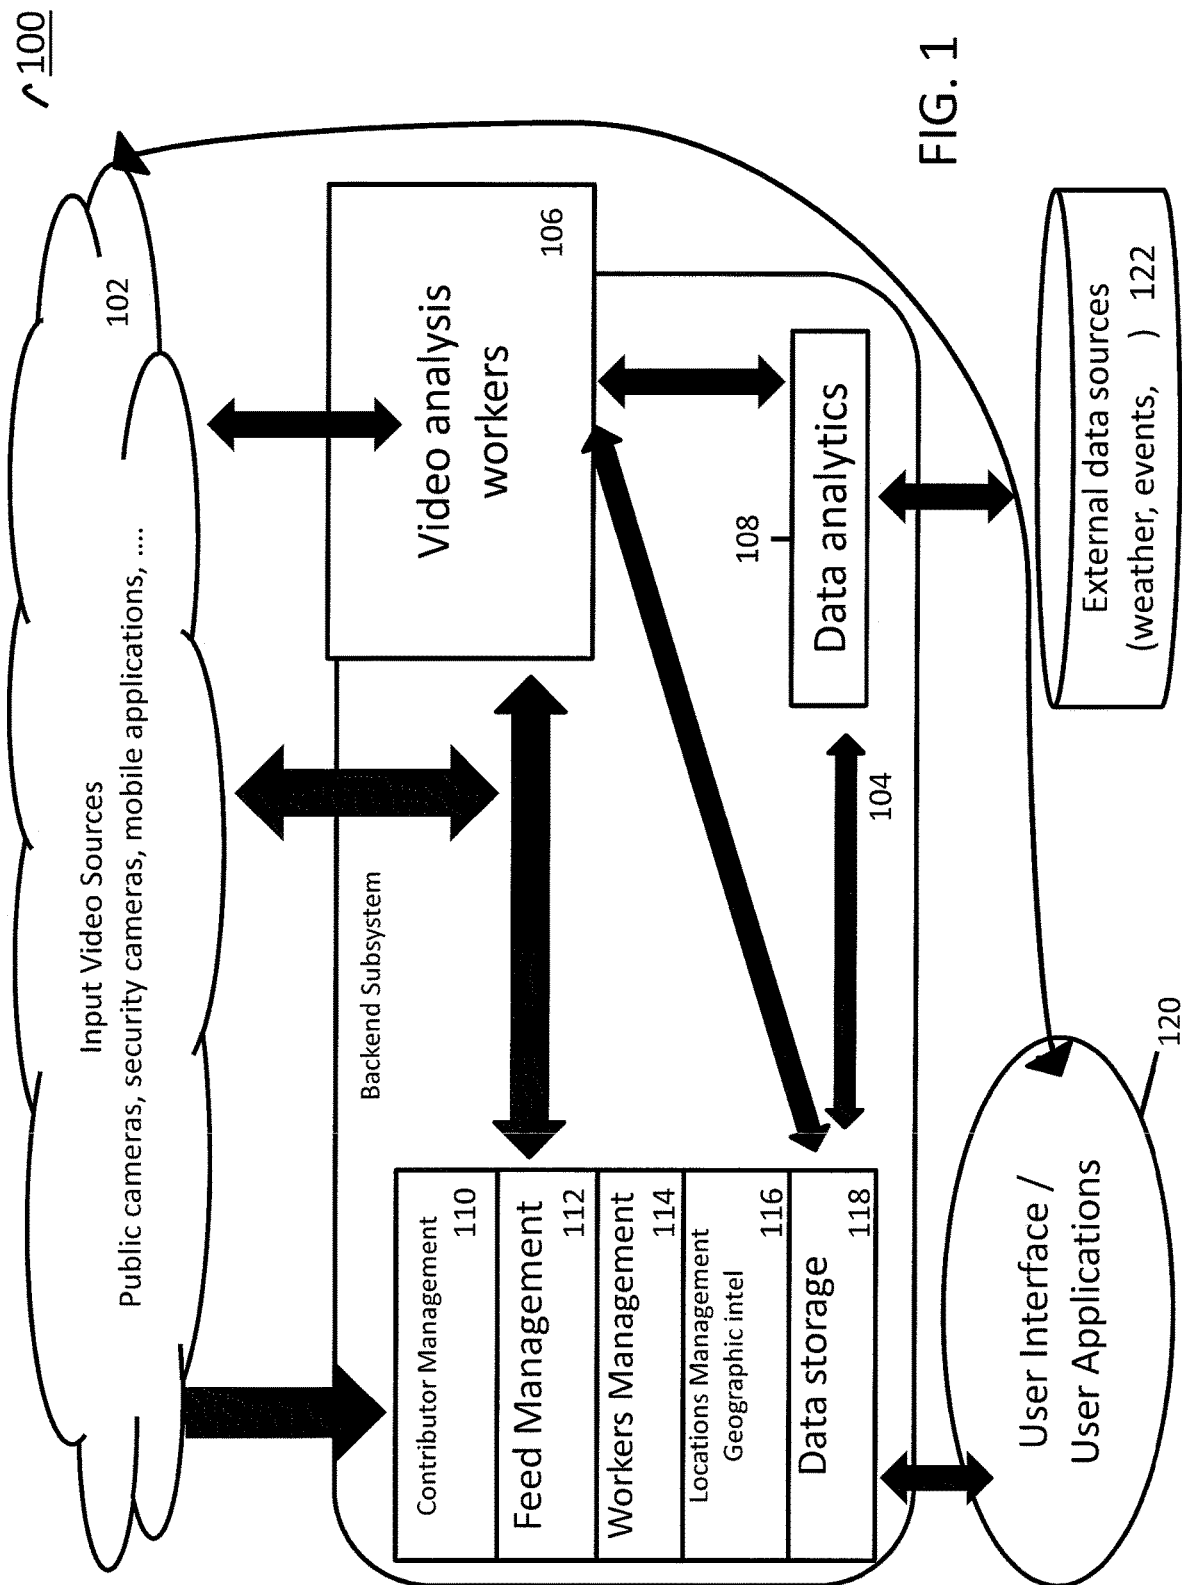 100
Input Video Sources
Public cameras, security cameras, mobile applications, ....
102
Backend Subsystem
Contributor Management
110
Feed Management
112
Workers Management
114
Locations Management
Geographic intel
116
Data storage
118
Video analysis
workers
106
108
Data analytics
104
User Interface /
User Applications
120
External data sources
(weather, events, ) 122
FIG. 1